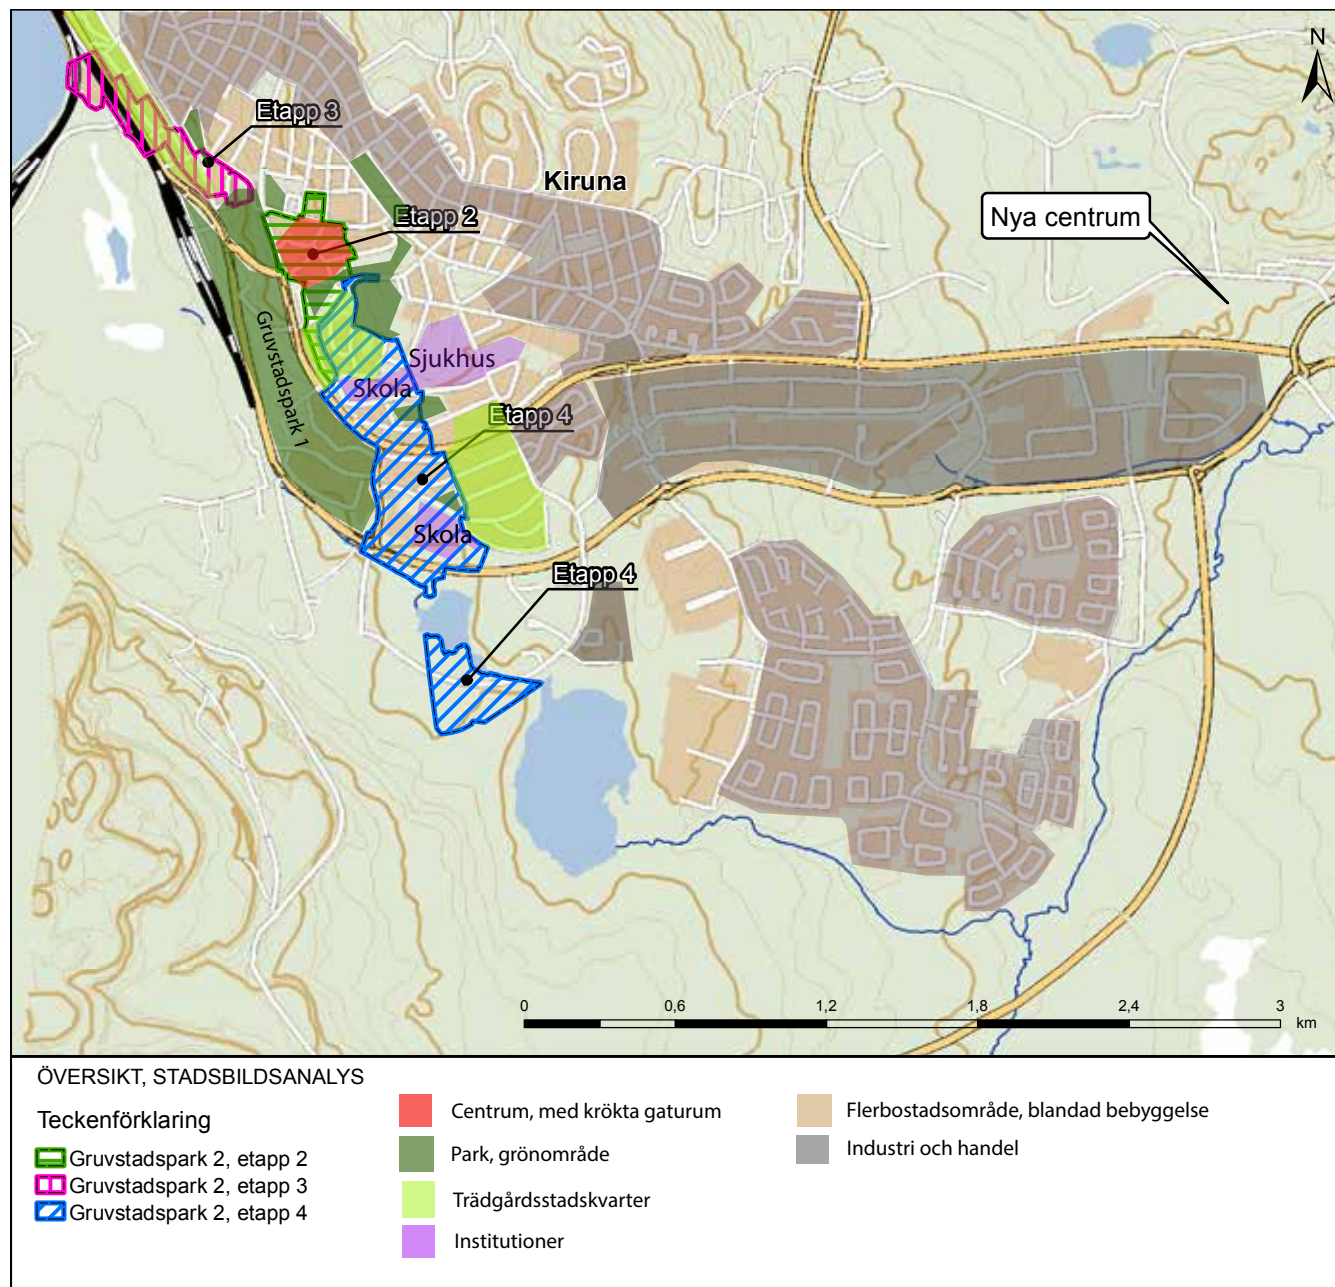 N
Etapp 3
Kiruna
Nya centrum
Etapp 2
Gruvstadspark 1
Sjukhus
Skola
Etapp 4
Skola
Etapp 4
0 0,6 1,2 1,8 2,4 3
km
ÖVERSIKT, STADSBILDSANALYS
Teckenförklaring
Gruvstadspark 2, etapp 2
Gruvstadspark 2, etapp 3
Gruvstadspark 2, etapp 4
Centrum, med krökta gaturum
Park, grönområde
Trädgårdsstadskvarter
Institutioner
Flerbostadsområde, blandad bebyggelse
Industri och handel